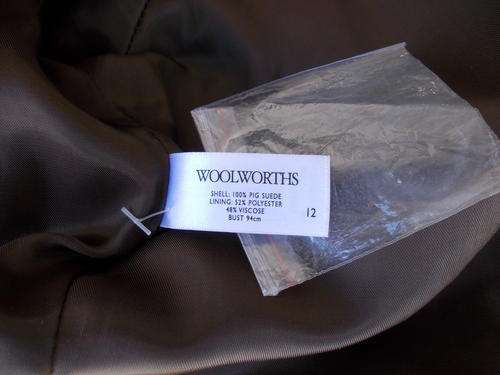 WOOLWORTHS
SHELL: 100% PIG SUEDE
LINING: 52% POLYESTER
48% VISCOSE
BUST 94cm
12